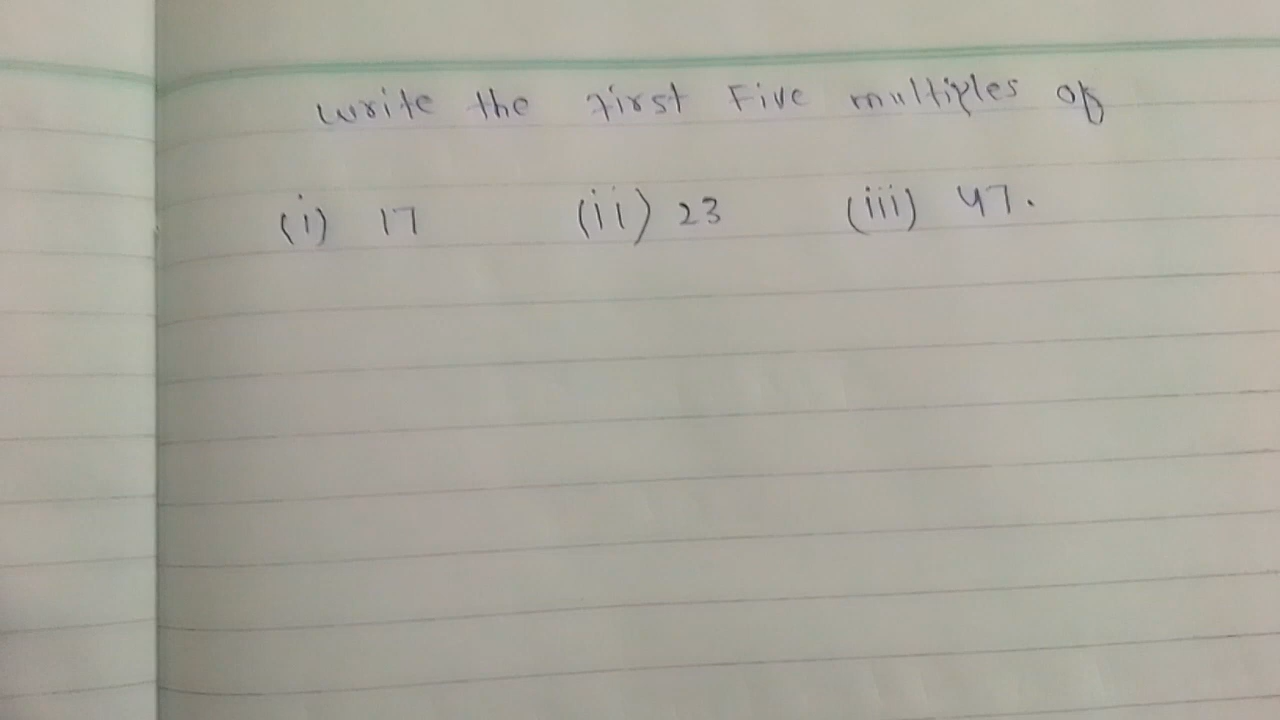 write the first Five multiples of
(i) 17 (ii) 23 (iii) 47.